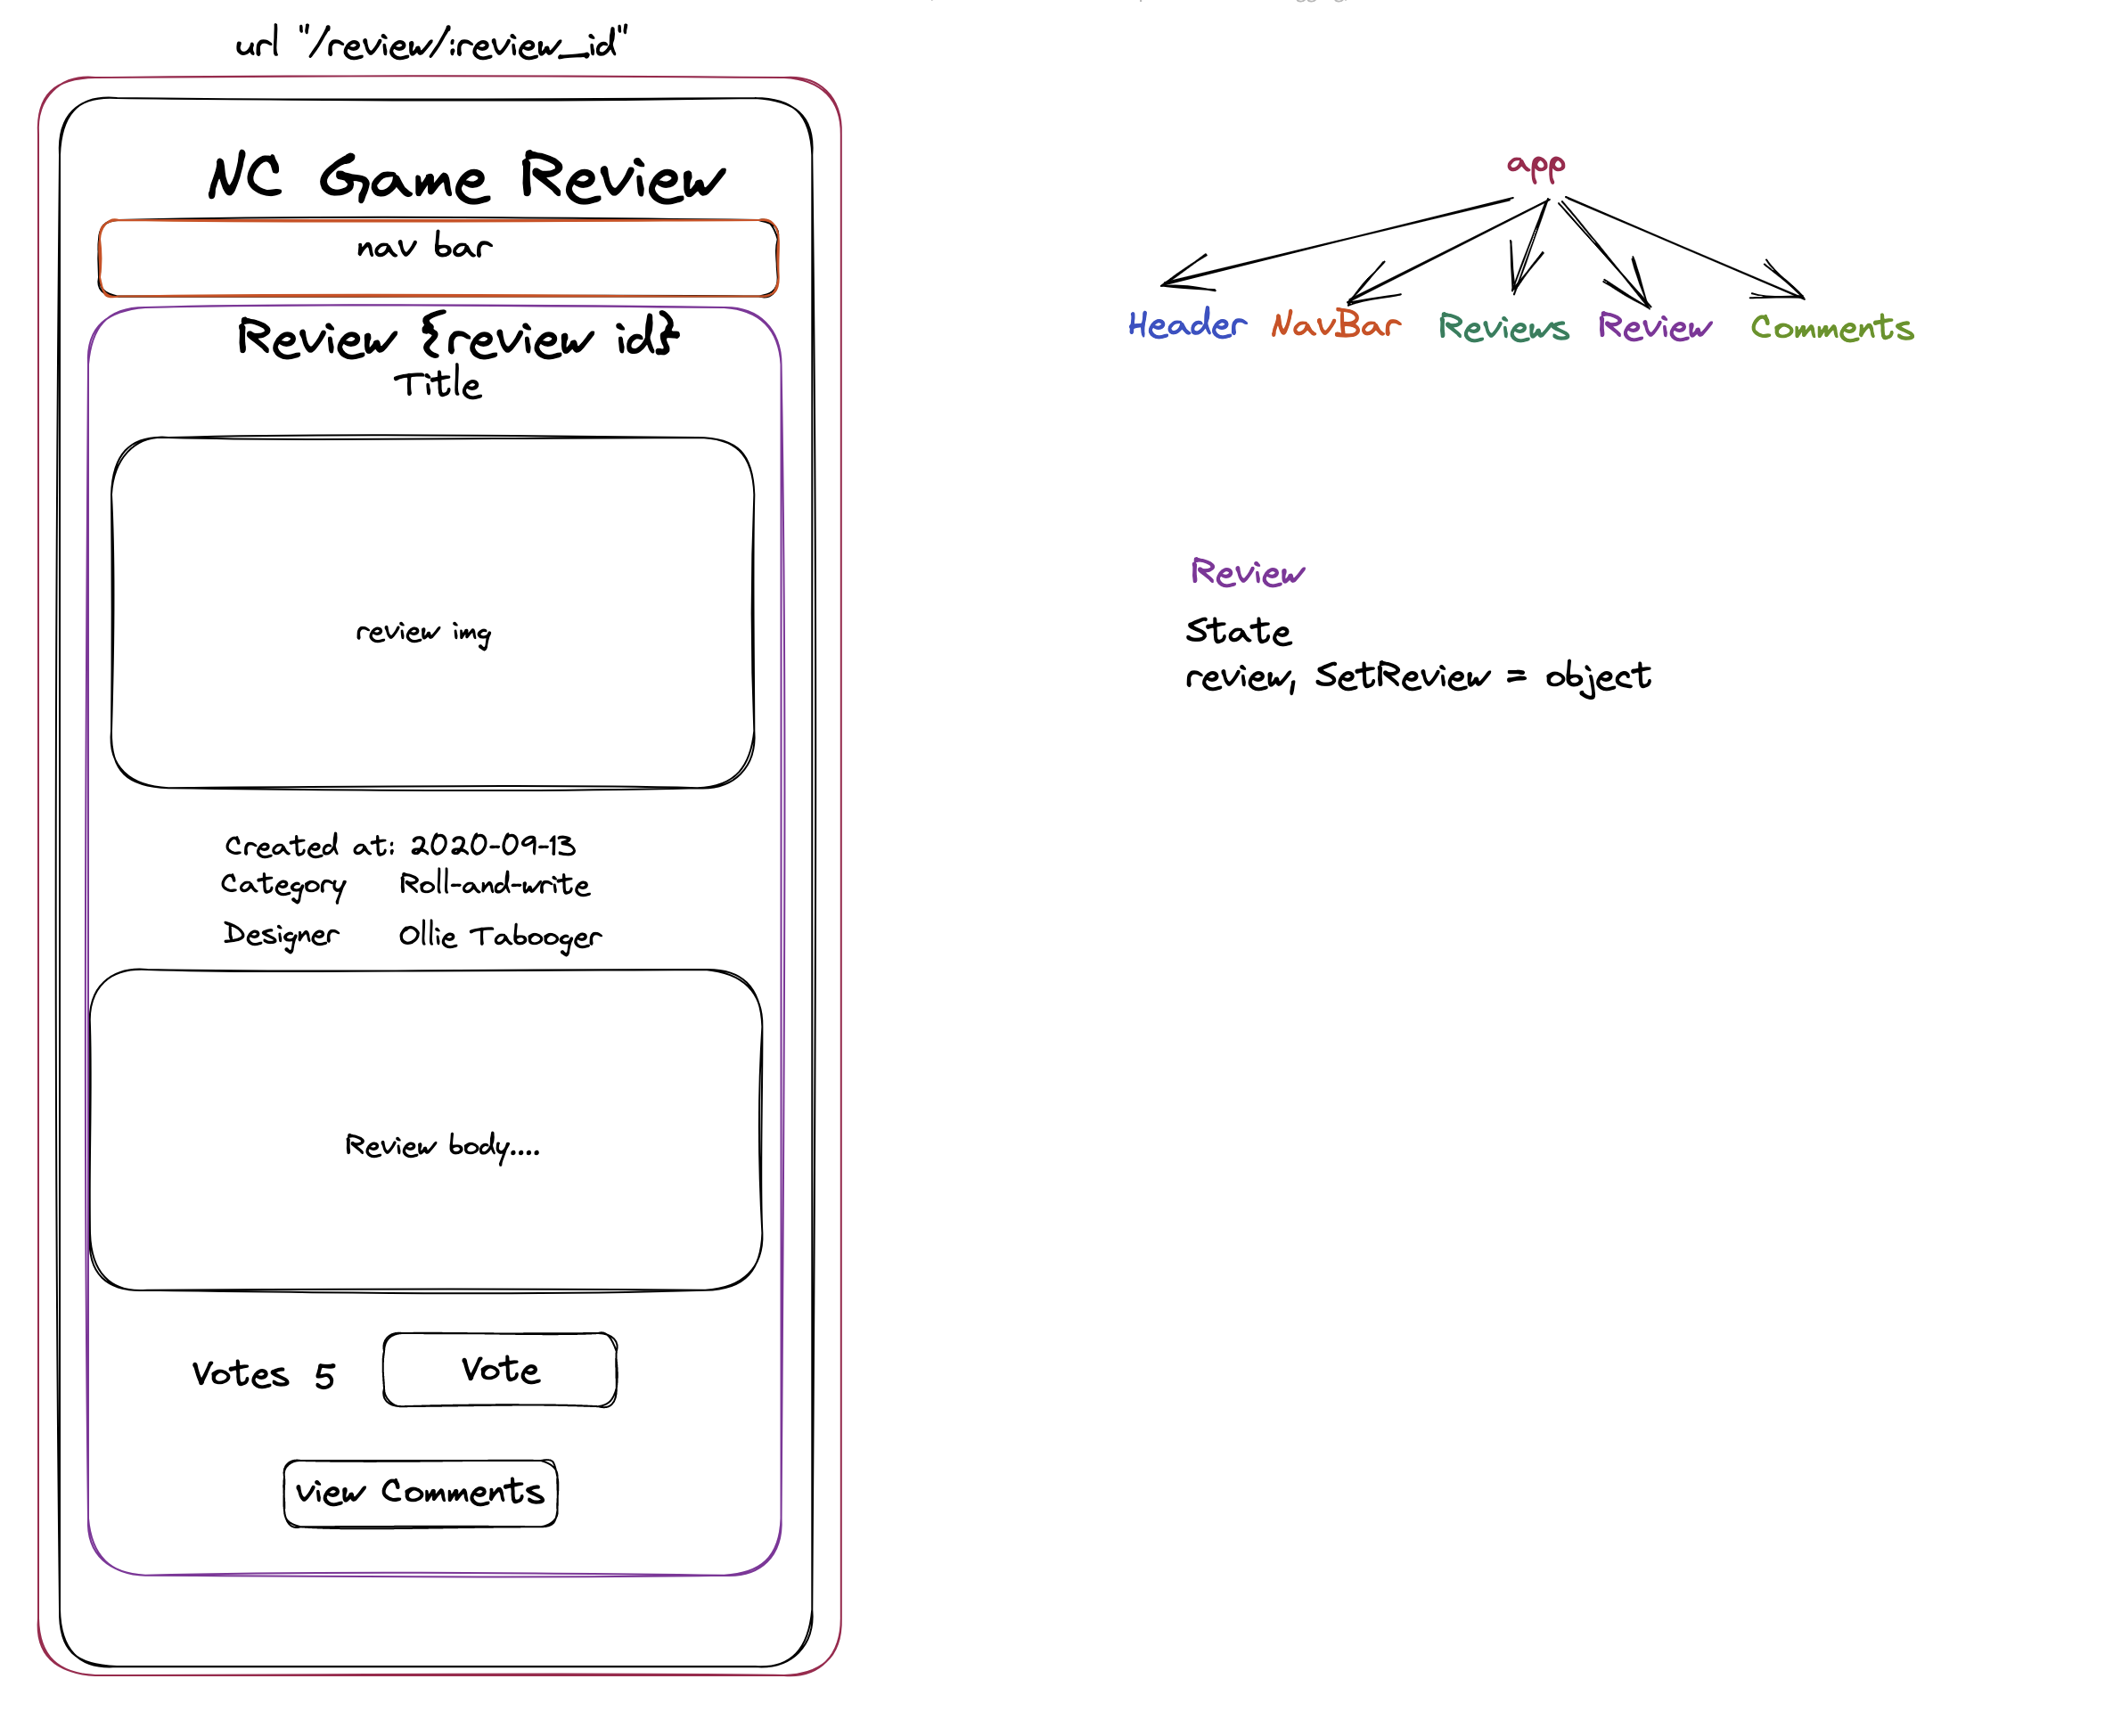 url "/review/:review_id"
NC Game Review
nav bar
Review {review id}
Title
review img
Created at: 2020-09-13
Category Roll-and-write
Designer Ollie Tabooger
Review body....
Votes 5 Vote
view Comments
app
Header NavBar Reviews Review Comments
Review
State
review, SetReview = object